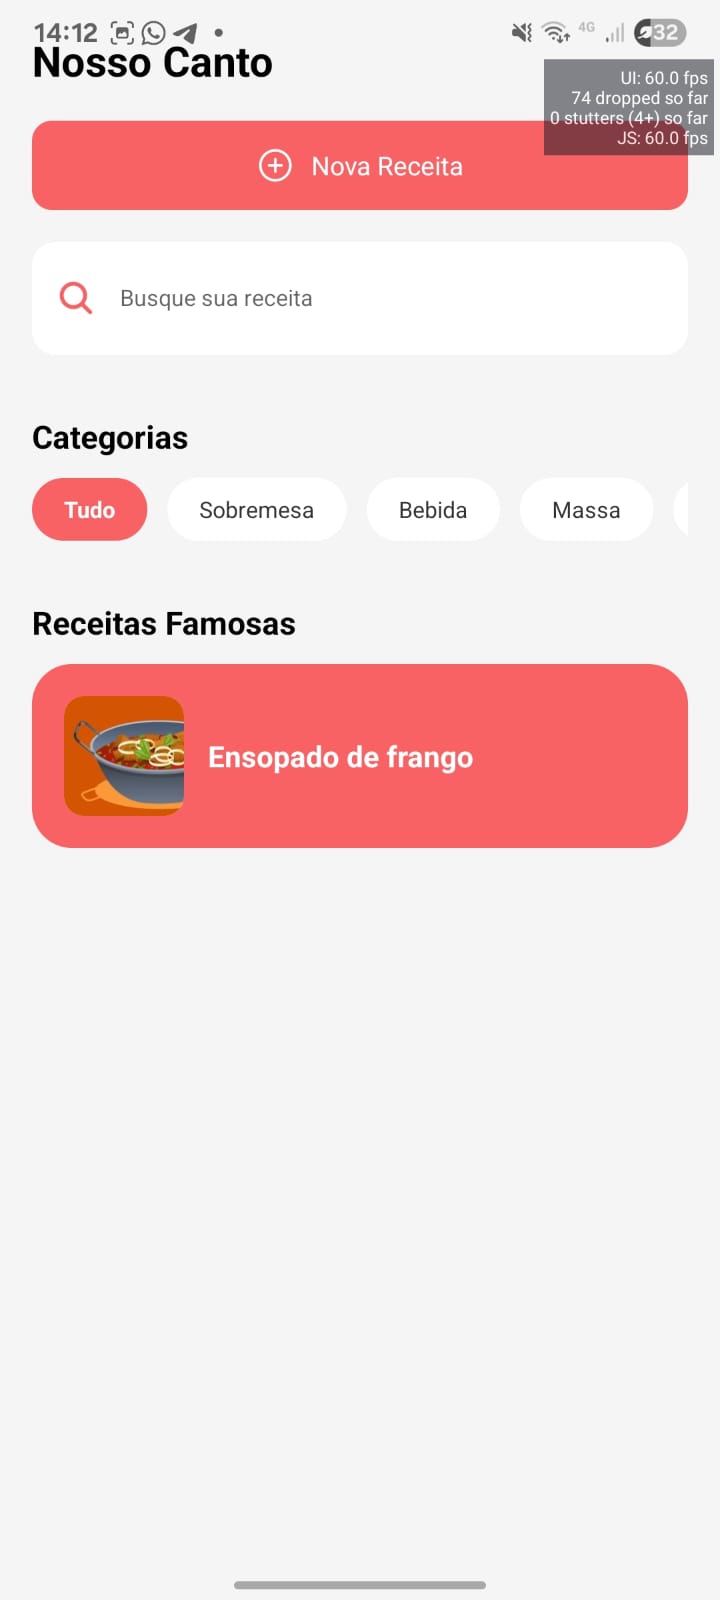 14:12
4G
32
Nosso Canto
UI: 60.0 fps
74 dropped so far
0 stutters (4+) so far
JS: 60.0 fps
Nova Receita
Busque sua receita
Categorias
Tudo Sobremesa Bebida Massa
Receitas Famosas
Ensopado de frango